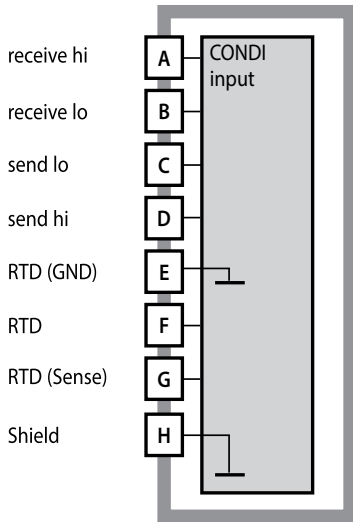 receive hi A CONDI
input
receive lo B
send lo C
send hi D
RTD (GND) E
RTD F
RTD (Sense) G
Shield H